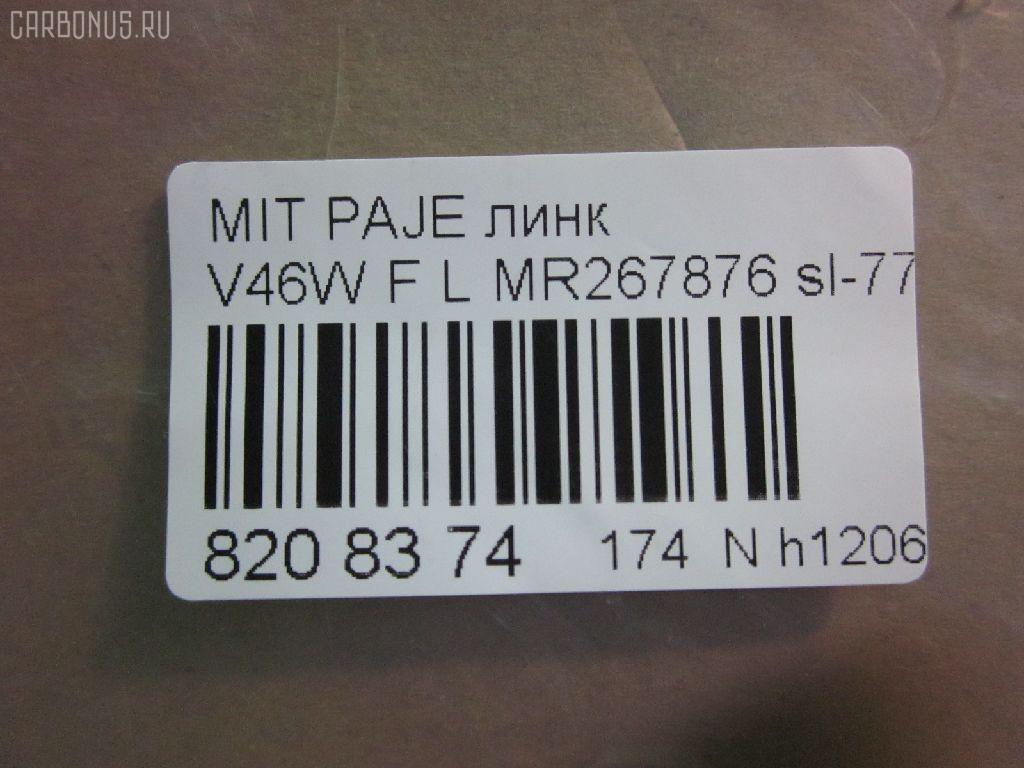 CARBONUS.RU
MIT PAJE линк
V46W F L MR267876 sl-77
820 83 74 174 N h1206